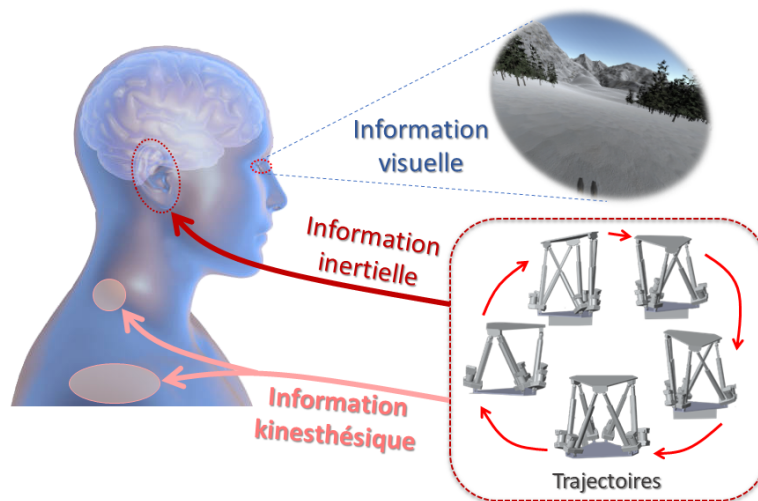 Information
visuelle
Information
inertielle
Information
kinesthésique
Trajectoires